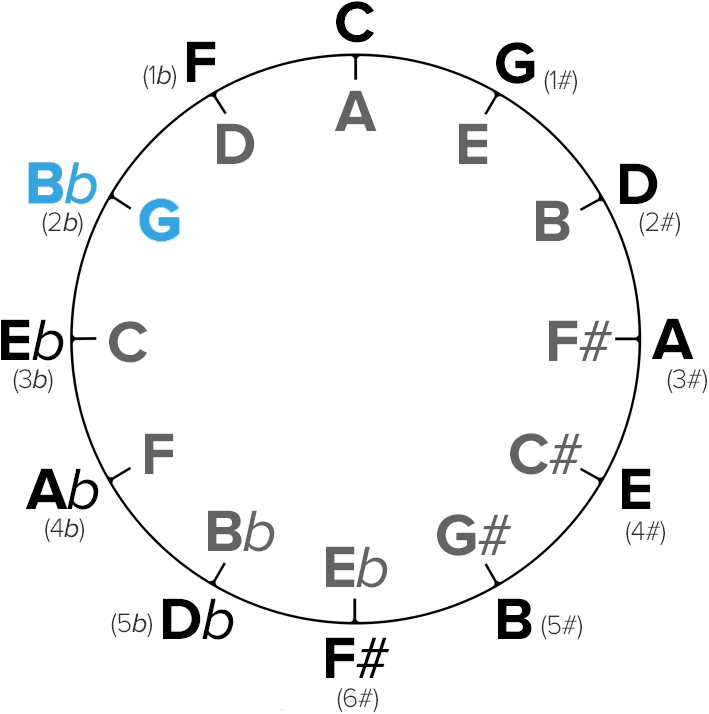 C
F (1b)
G (1#)
A
D
E
Bb (2b)
G
B
D (2#)
Eb (3b)
C
F#
A (3#)
Ab (4b)
F
C#
E (4#)
Bb
Eb
G#
(5b) Db
F# (6#)
B (5#)